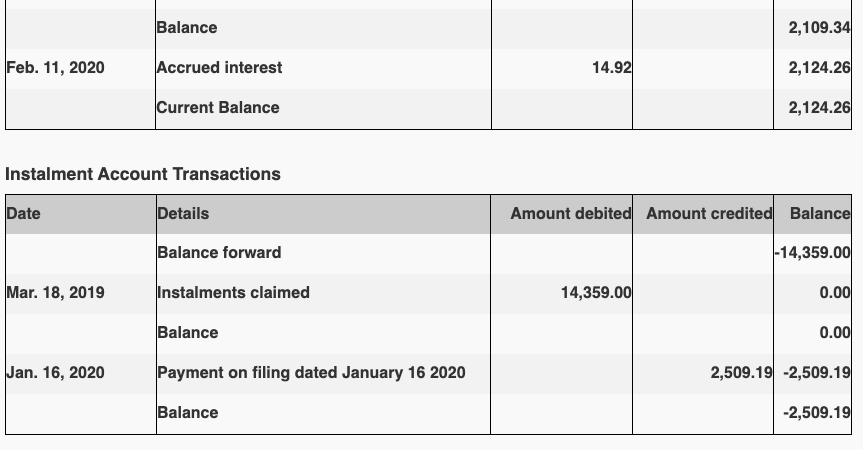 Balance 2,109.34
Feb. 11, 2020 Accrued interest 14.92 2,124.26
Current Balance 2,124.26
Instalment Account Transactions
Date Details Amount debited Amount credited Balance
Balance forward -14,359.00
Mar. 18, 2019 Instalments claimed 14,359.00 0.00
Balance 0.00
Jan. 16, 2020 Payment on filing dated January 16 2020 2,509.19 -2,509.19
Balance -2,509.19